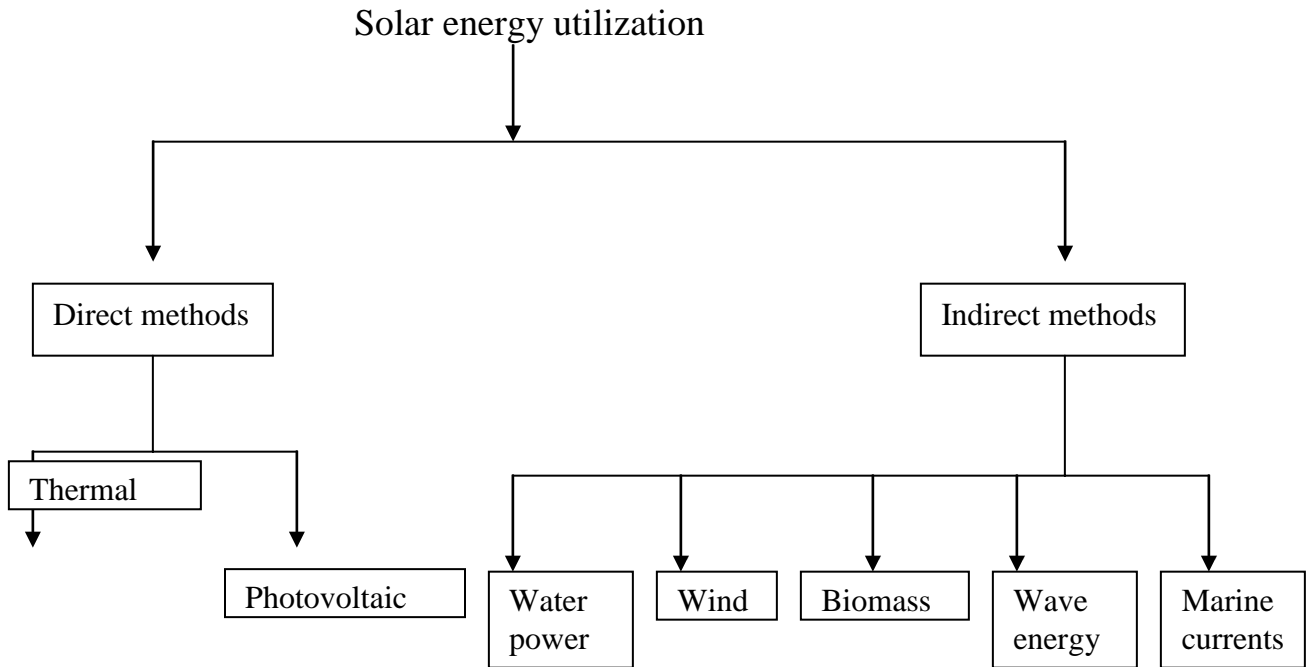 Solar energy utilization
Direct methods
Indirect methods
Thermal
Photovoltaic
Water
power
Wind
Biomass
Wave
energy
Marine
currents